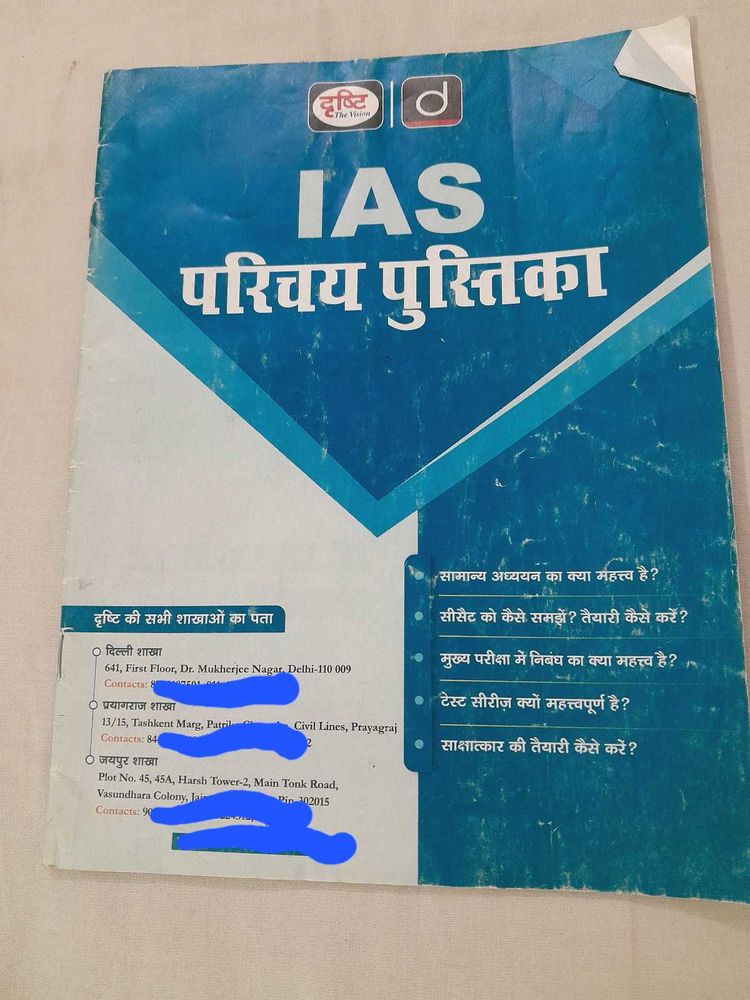 दृष्टि
The Vision
d
IAS
परिचय पुस्तिका
सामान्य अध्ययन का क्या महत्त्व है?
सीसैट को कैसे समझें? तैयारी कैसे करें?
मुख्य परीक्षा में निबंध का क्या महत्त्व है?
टेस्ट सीरीज़ क्यों महत्त्वपूर्ण है?
साक्षात्कार की तैयारी कैसे करें?
दृष्टि की सभी शाखाओं का पता
दिल्ली शाखा
641, First Floor, Dr. Mukherjee Nagar, Delhi-110 009
Contacts:
प्रयागराज शाखा
13/15, Tashkent Marg, Civil Lines, Prayagraj
Contacts:
जयपुर शाखा
Plot No. 45, 45A, Harsh Tower-2, Main Tonk Road,
Vasundhara Colony, Pin-302015
Contacts: